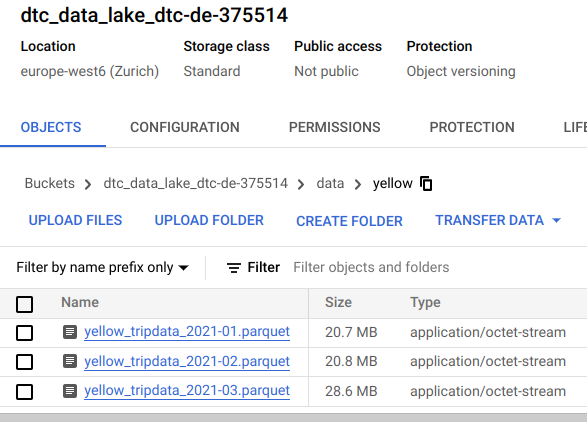 dtc_data_lake_dtc-de-375514
Location Storage class Public access Protection
europe-west6 (Zurich) Standard Not public Object versioning
OBJECTS CONFIGURATION PERMISSIONS PROTECTION LIFE
Buckets dtc_data_lake_dtc-de-375514 data yellow
UPLOAD FILES UPLOAD FOLDER CREATE FOLDER TRANSFER DATA
Filter by name prefix only Filter Filter objects and folders
Name Size Type
yellow_tripdata_2021-01.parquet 20.7 MB application/octet-stream
yellow_tripdata_2021-02.parquet 20.8 MB application/octet-stream
yellow_tripdata_2021-03.parquet 28.6 MB application/octet-stream